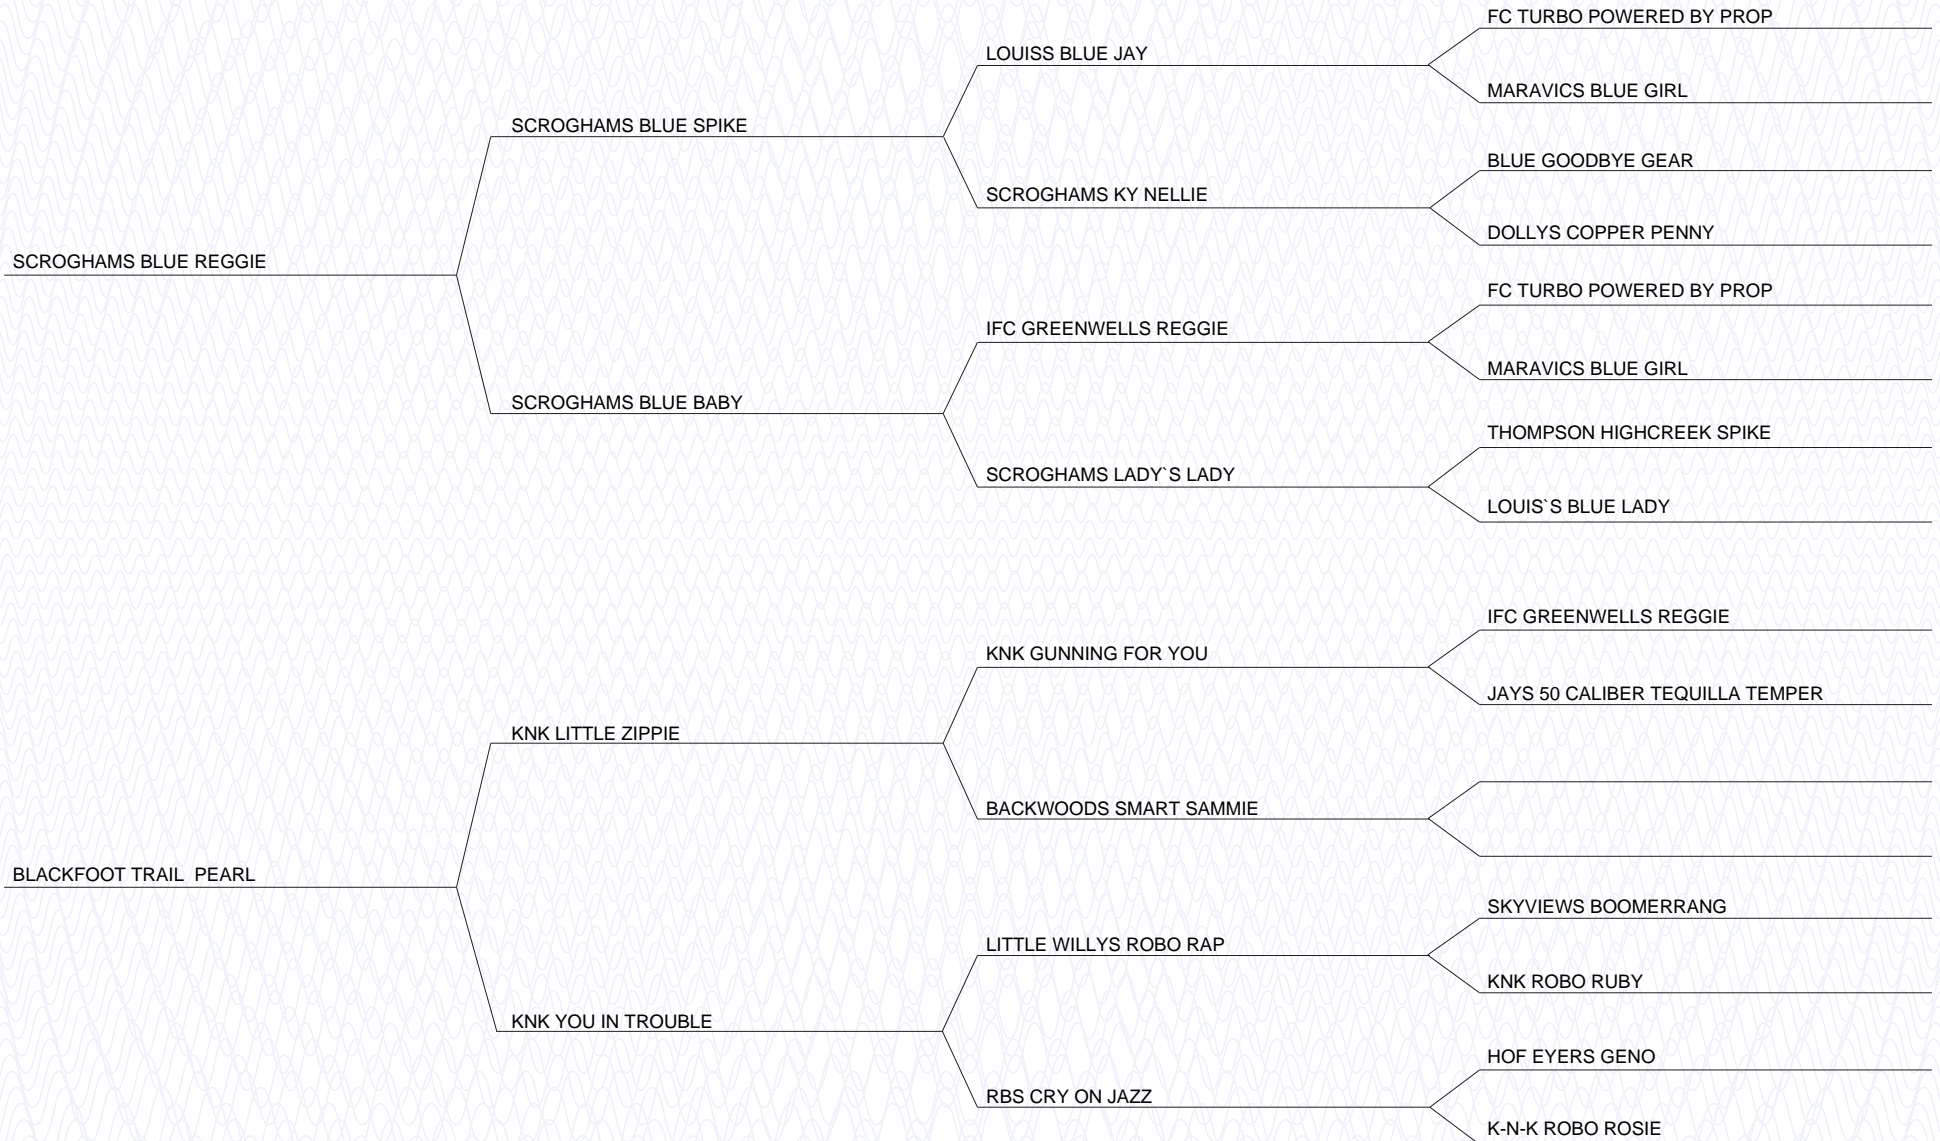 FC TURBO POWERED BY PROP
LOUISS BLUE JAY
MARAVICS BLUE GIRL
SCROGHAMS BLUE SPIKE
BLUE GOODBYE GEAR
SCROGHAMS KY NELLIE
DOLLYS COPPER PENNY
SCROGHAMS BLUE REGGIE
FC TURBO POWERED BY PROP
IFC GREENWELLS REGGIE
MARAVICS BLUE GIRL
SCROGHAMS BLUE BABY
THOMPSON HIGHCREEK SPIKE
SCROGHAMS LADY`S LADY
LOUIS`S BLUE LADY
IFC GREENWELLS REGGIE
KNK GUNNING FOR YOU
JAYS 50 CALIBER TEQUILLA TEMPER
KNK LITTLE ZIPPIE
BACKWOODS SMART SAMMIE
BLACKFOOT TRAIL  PEARL
SKYVIEWS BOOMERRANG
LITTLE WILLYS ROBO RAP
KNK ROBO RUBY
KNK YOU IN TROUBLE
HOF EYERS GENO
RBS CRY ON JAZZ
K-N-K ROBO ROSIE